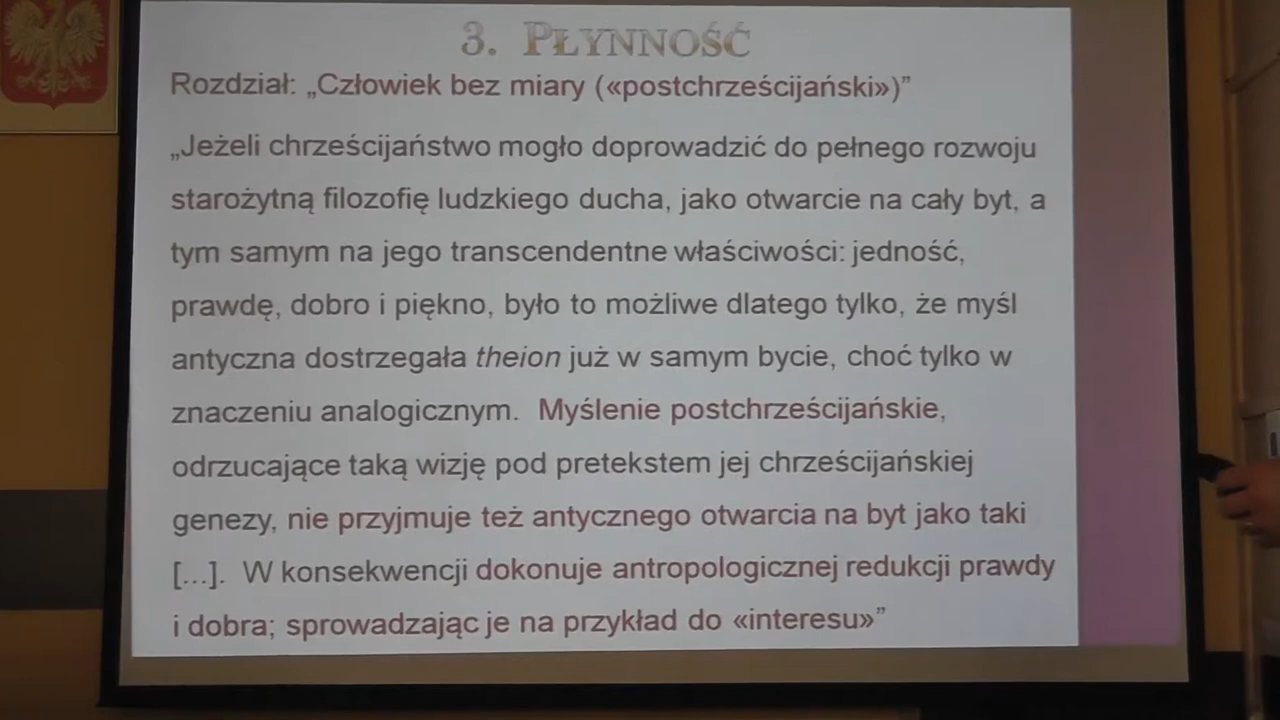 3. PŁYNNOŚĆ
Rozdział: „Człowiek bez miary («postchrześcijański»)”
„Jeżeli chrześcijaństwo mogło doprowadzić do pełnego rozwoju
starożytną filozofię ludzkiego ducha, jako otwarcie na cały byt, a
tym samym na jego transcendentne właściwości: jedność,
prawdę, dobro i piękno, było to możliwe dlatego tylko, że myśl
antyczna dostrzegała theion już w samym bycie, choć tylko w
znaczeniu analogicznym. Myślenie postchrześcijańskie,
odrzucające taką wizję pod pretekstem jej chrześcijańskiej
genezy, nie przyjmuje też antycznego otwarcia na byt jako taki
[...]. W konsekwencji dokonuje antropologicznej redukcji prawdy
i dobra; sprowadzając je na przykład do «interesu»”